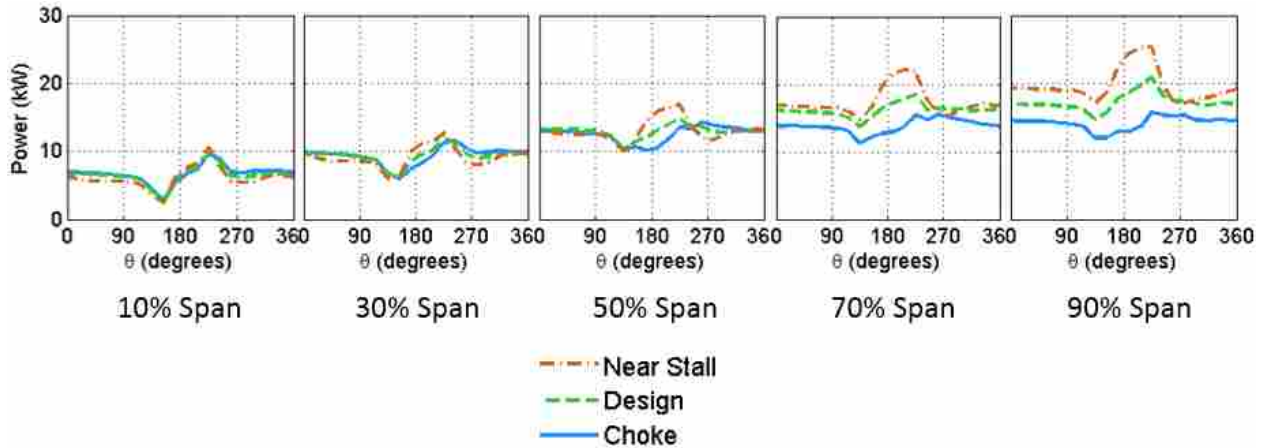 30
20
10
0
Power (kW)
0 90 180 270 360 90 180 270 360 90 180 270 360 90 180 270 360 90 180 270 360
θ (degrees) θ (degrees) θ (degrees) θ (degrees) θ (degrees)
10% Span 30% Span 50% Span 70% Span 90% Span
Near Stall
Design
Choke